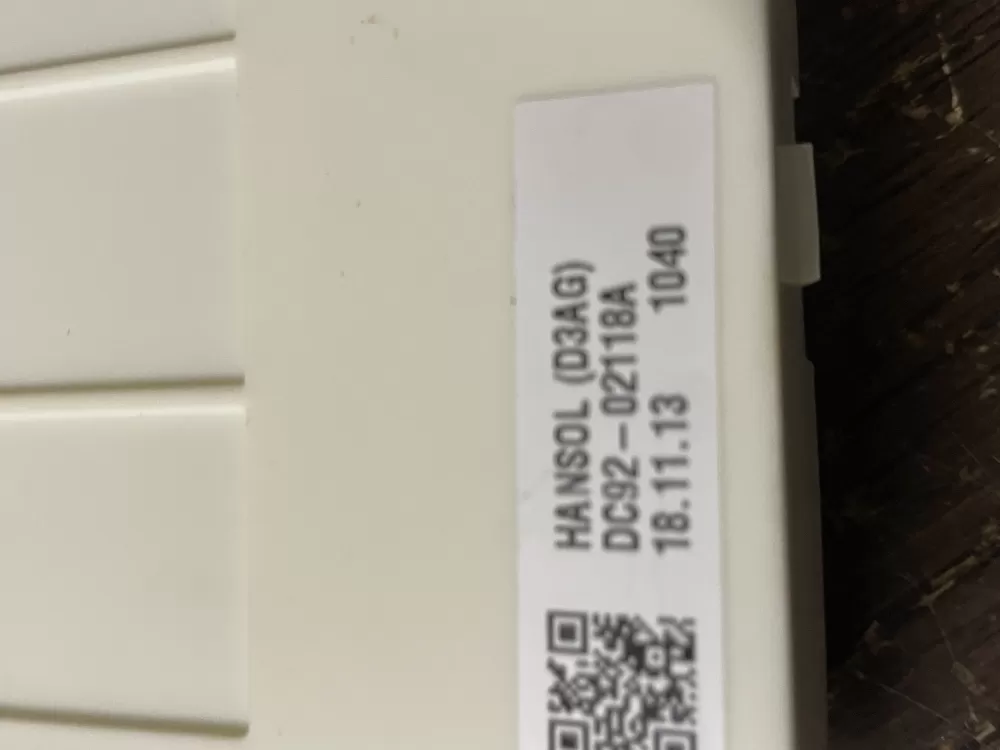 HANSOL (D3AG)
DC92-02118A
18.11.13 1040